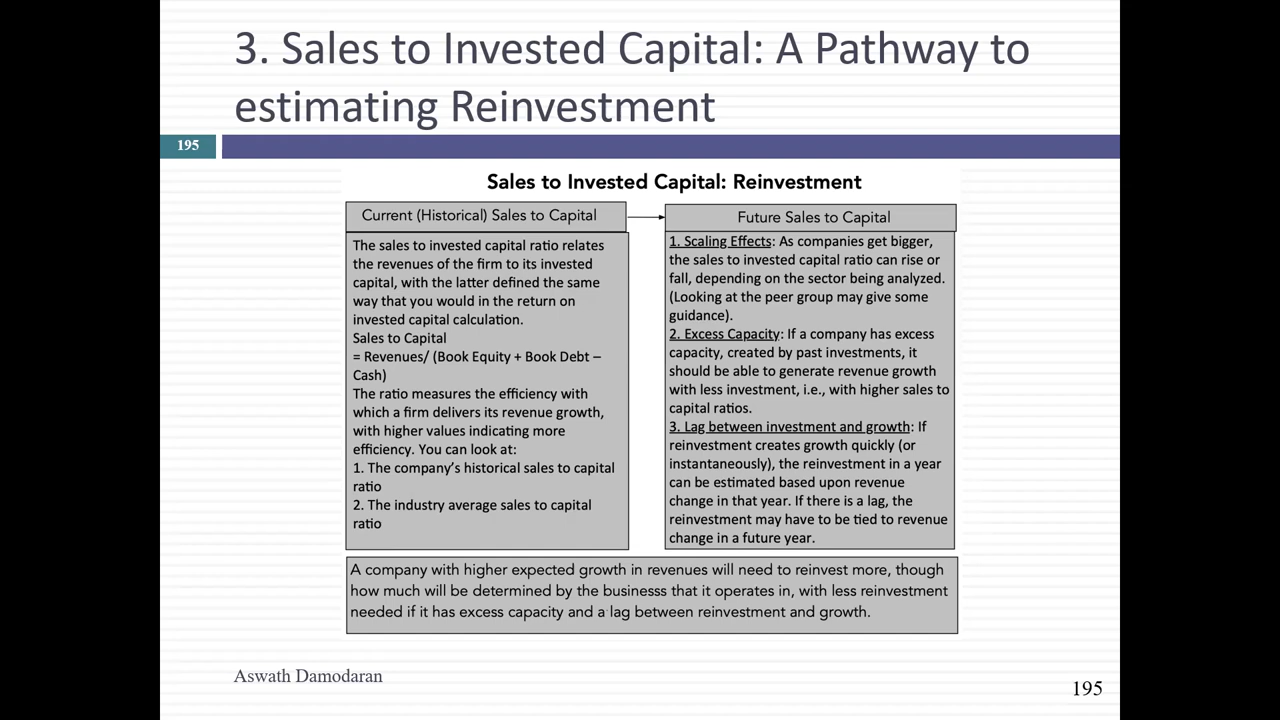 3. Sales to Invested Capital: A Pathway to
estimating Reinvestment
195
Sales to Invested Capital: Reinvestment
Current (Historical) Sales to Capital
The sales to invested capital ratio relates
the revenues of the firm to its invested
capital, with the latter defined the same
way that you would in the return on
invested capital calculation.
Sales to Capital
= Revenues/ (Book Equity + Book Debt –
Cash)
The ratio measures the efficiency with
which a firm delivers its revenue growth,
with higher values indicating more
efficiency. You can look at:
1. The company's historical sales to capital
ratio
2. The industry average sales to capital
ratio
Future Sales to Capital
1. Scaling Effects: As companies get bigger,
the sales to invested capital ratio can rise or
fall, depending on the sector being analyzed.
(Looking at the peer group may give some
guidance).
2. Excess Capacity: If a company has excess
capacity, created by past investments, it
should be able to generate revenue growth
with less investment, i.e., with higher sales to
capital ratios.
3. Lag between investment and growth: If
reinvestment creates growth quickly (or
instantaneously), the reinvestment in a year
can be estimated based upon revenue
change in that year. If there is a lag, the
reinvestment may have to be tied to revenue
change in a future year.
A company with higher expected growth in revenues will need to reinvest more, though
how much will be determined by the businesss that it operates in, with less reinvestment
needed if it has excess capacity and a lag between reinvestment and growth.
Aswath Damodaran
195